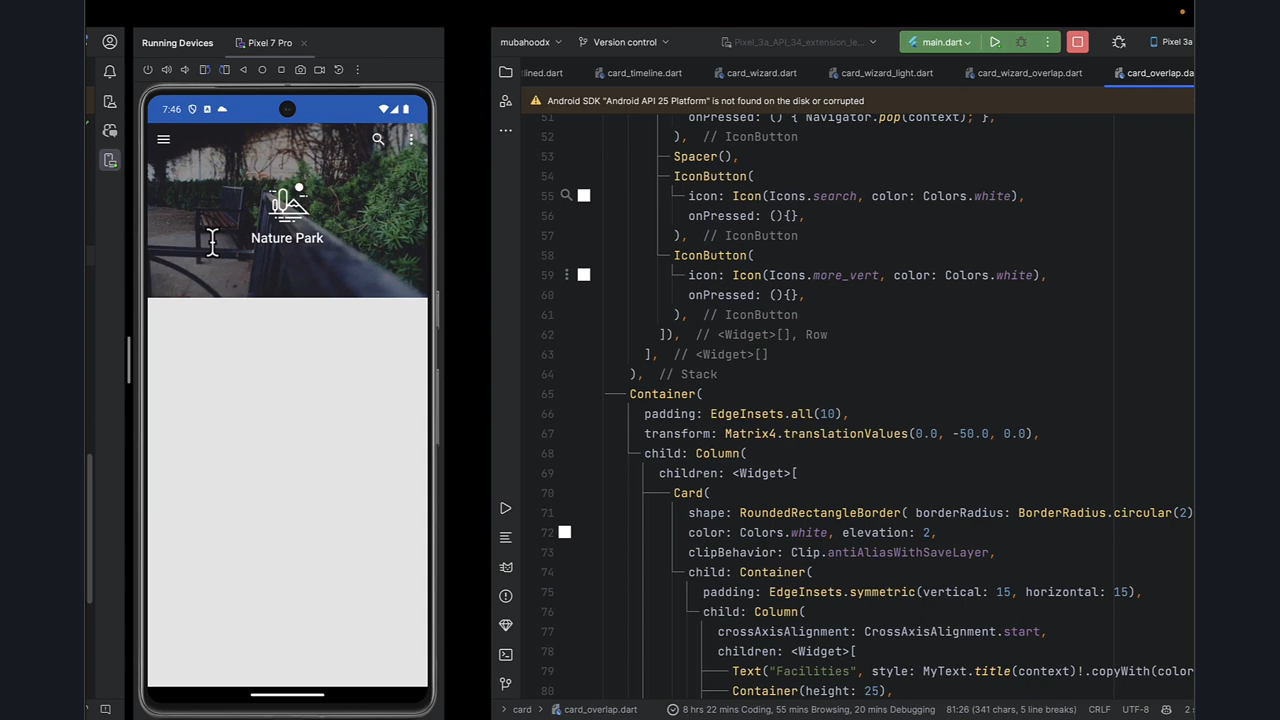 Running Devices
Pixel 7 Pro
mubahoodx
Version control
Pixel_3a_API_34_extension_le...
main.dart
Pixel 3a
lined.dart
card_timeline.dart
card_wizard.dart
card_wizard_light.dart
card_wizard_overlap.dart
card_overlap.da
Android SDK "Android API 25 Platform" is not found on the disk or corrupted
7:46
Nature Park
51 onPressed: () { Navigator.pop(context); },
52 ), // IconButton
53 Spacer(),
54 IconButton(
55 icon: Icon(Icons.search, color: Colors.white),
56 onPressed: (){},
57 ), // IconButton
58 IconButton(
59 icon: Icon(Icons.more_vert, color: Colors.white),
60 onPressed: (){},
61 ), // IconButton
62 ]), // <Widget>[], Row
63 ], // <Widget>[]
64 ), // Stack
65 Container(
66 padding: EdgeInsets.all(10),
67 transform: Matrix4.translationValues(0.0, -50.0, 0.0),
68 child: Column(
69 children: <Widget>[
70 Card(
71 shape: RoundedRectangleBorder( borderRadius: BorderRadius.circular(2)
72 color: Colors.white, elevation: 2,
73 clipBehavior: Clip.antiAliasWithSaveLayer,
74 child: Container(
75 padding: EdgeInsets.symmetric(vertical: 15, horizontal: 15),
76 child: Column(
77 crossAxisAlignment: CrossAxisAlignment.start,
78 children: <Widget>[
79 Text("Facilities", style: MyText.title(context)!.copyWith(color
80 Container(height: 25),
card
card_overlap.dart
8 hrs 22 mins Coding, 55 mins Browsing, 20 mins Debugging
81:26 (341 chars, 5 line breaks)
CRLF
UTF-8
2